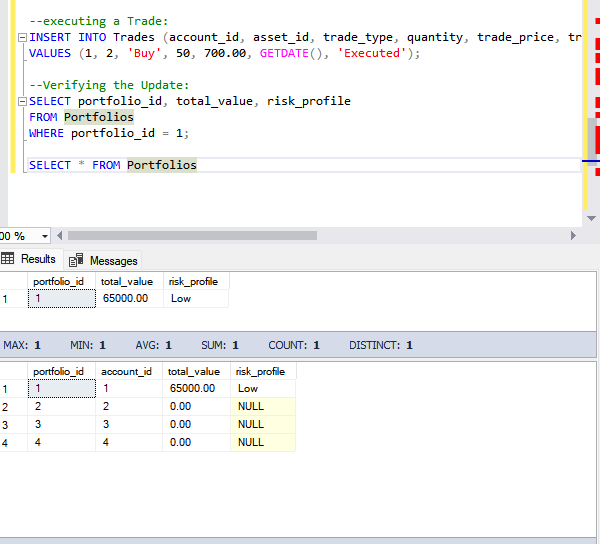 --executing a Trade:
INSERT INTO Trades (account_id, asset_id, trade_type, quantity, trade_price, tr
VALUES (1, 2, 'Buy', 50, 700.00, GETDATE(), 'Executed');
--Verifying the Update:
SELECT portfolio_id, total_value, risk_profile
FROM Portfolios
WHERE portfolio_id = 1;
SELECT * FROM Portfolios
00 %
Results Messages
portfolio_id total_value risk_profile
1 1 65000.00 Low
MAX: 1 MIN: 1 AVG: 1 SUM: 1 COUNT: 1 DISTINCT: 1
portfolio_id account_id total_value risk_profile
1 1 1 65000.00 Low
2 2 2 0.00 NULL
3 3 3 0.00 NULL
4 4 4 0.00 NULL